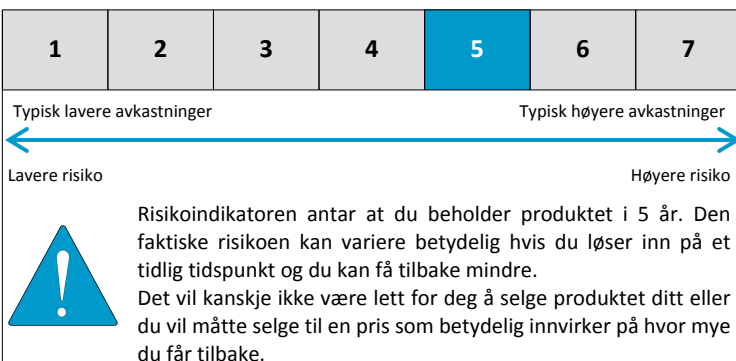 1 2 3 4 5 6 7
Typisk lavere avkastninger Typisk høyere avkastninger
Lavere risiko Høyere risiko
Risikoindikatoren antar at du beholder produktet i 5 år. Den
faktiske risikoen kan variere betydelig hvis du løser inn på et
tidlig tidspunkt og du kan få tilbake mindre.
Det vil kanskje ikke være lett for deg å selge produktet ditt eller
du vil måtte selge til en pris som betydelig innvirker på hvor mye
du får tilbake.